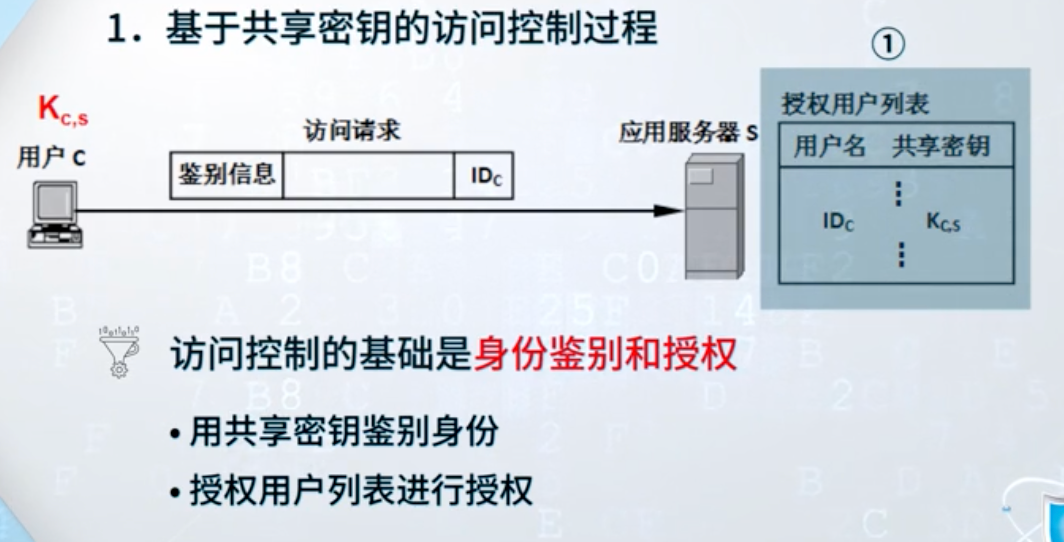 1. 基于共享密钥的访问控制过程
①
Kc,s
用户 C
访问请求
鉴别信息 IDC
应用服务器 S
授权用户列表
用户名 共享密钥
IDC KC,S
访问控制的基础是身份鉴别和授权
• 用共享密钥鉴别身份
• 授权用户列表进行授权